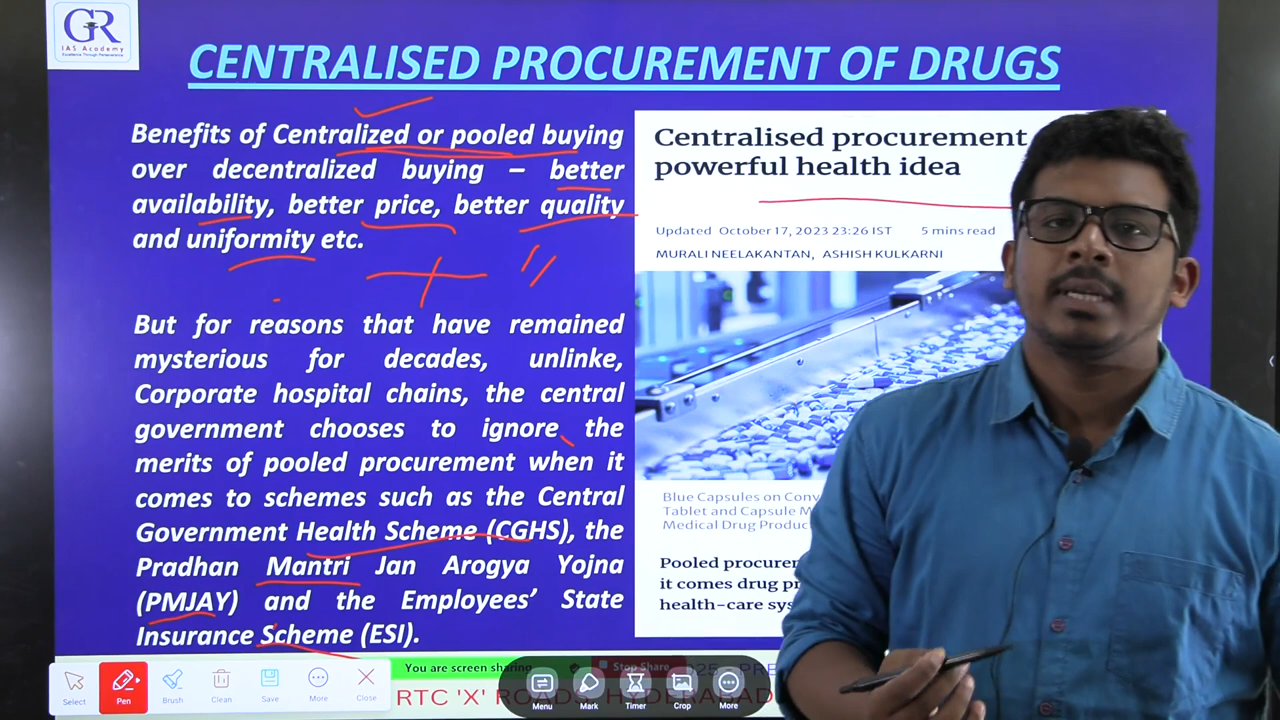 GR
IAS Academy
Excellence Through Perseverance
CENTRALISED PROCUREMENT OF DRUGS
Benefits of Centralized or pooled buying
over decentralized buying – better
availability, better price, better quality
and uniformity etc.
But for reasons that have remained
mysterious for decades, unlinke,
Corporate hospital chains, the central
government chooses to ignore the
merits of pooled procurement when it
comes to schemes such as the Central
Government Health Scheme (CGHS), the
Pradhan Mantri Jan Arogya Yojna
(PMJAY) and the Employees' State
Insurance Scheme (ESI).
Centralised procurement
powerful health idea
Updated October 17, 2023 23:26 IST 5 mins read
MURALI NEELAKANTAN, ASHISH KULKARNI
Blue Capsules on Conv
Tablet and Capsule M
Medical Drug Produc
Pooled procurer
it comes drug pr
health-care sys
You are screen sharing
Stop Share
RTC 'X' ROADS, HYDERABAD
Select
Pen
Brush
Clean
Save
More
Close
Menu
Mark
Timer
Crop
More